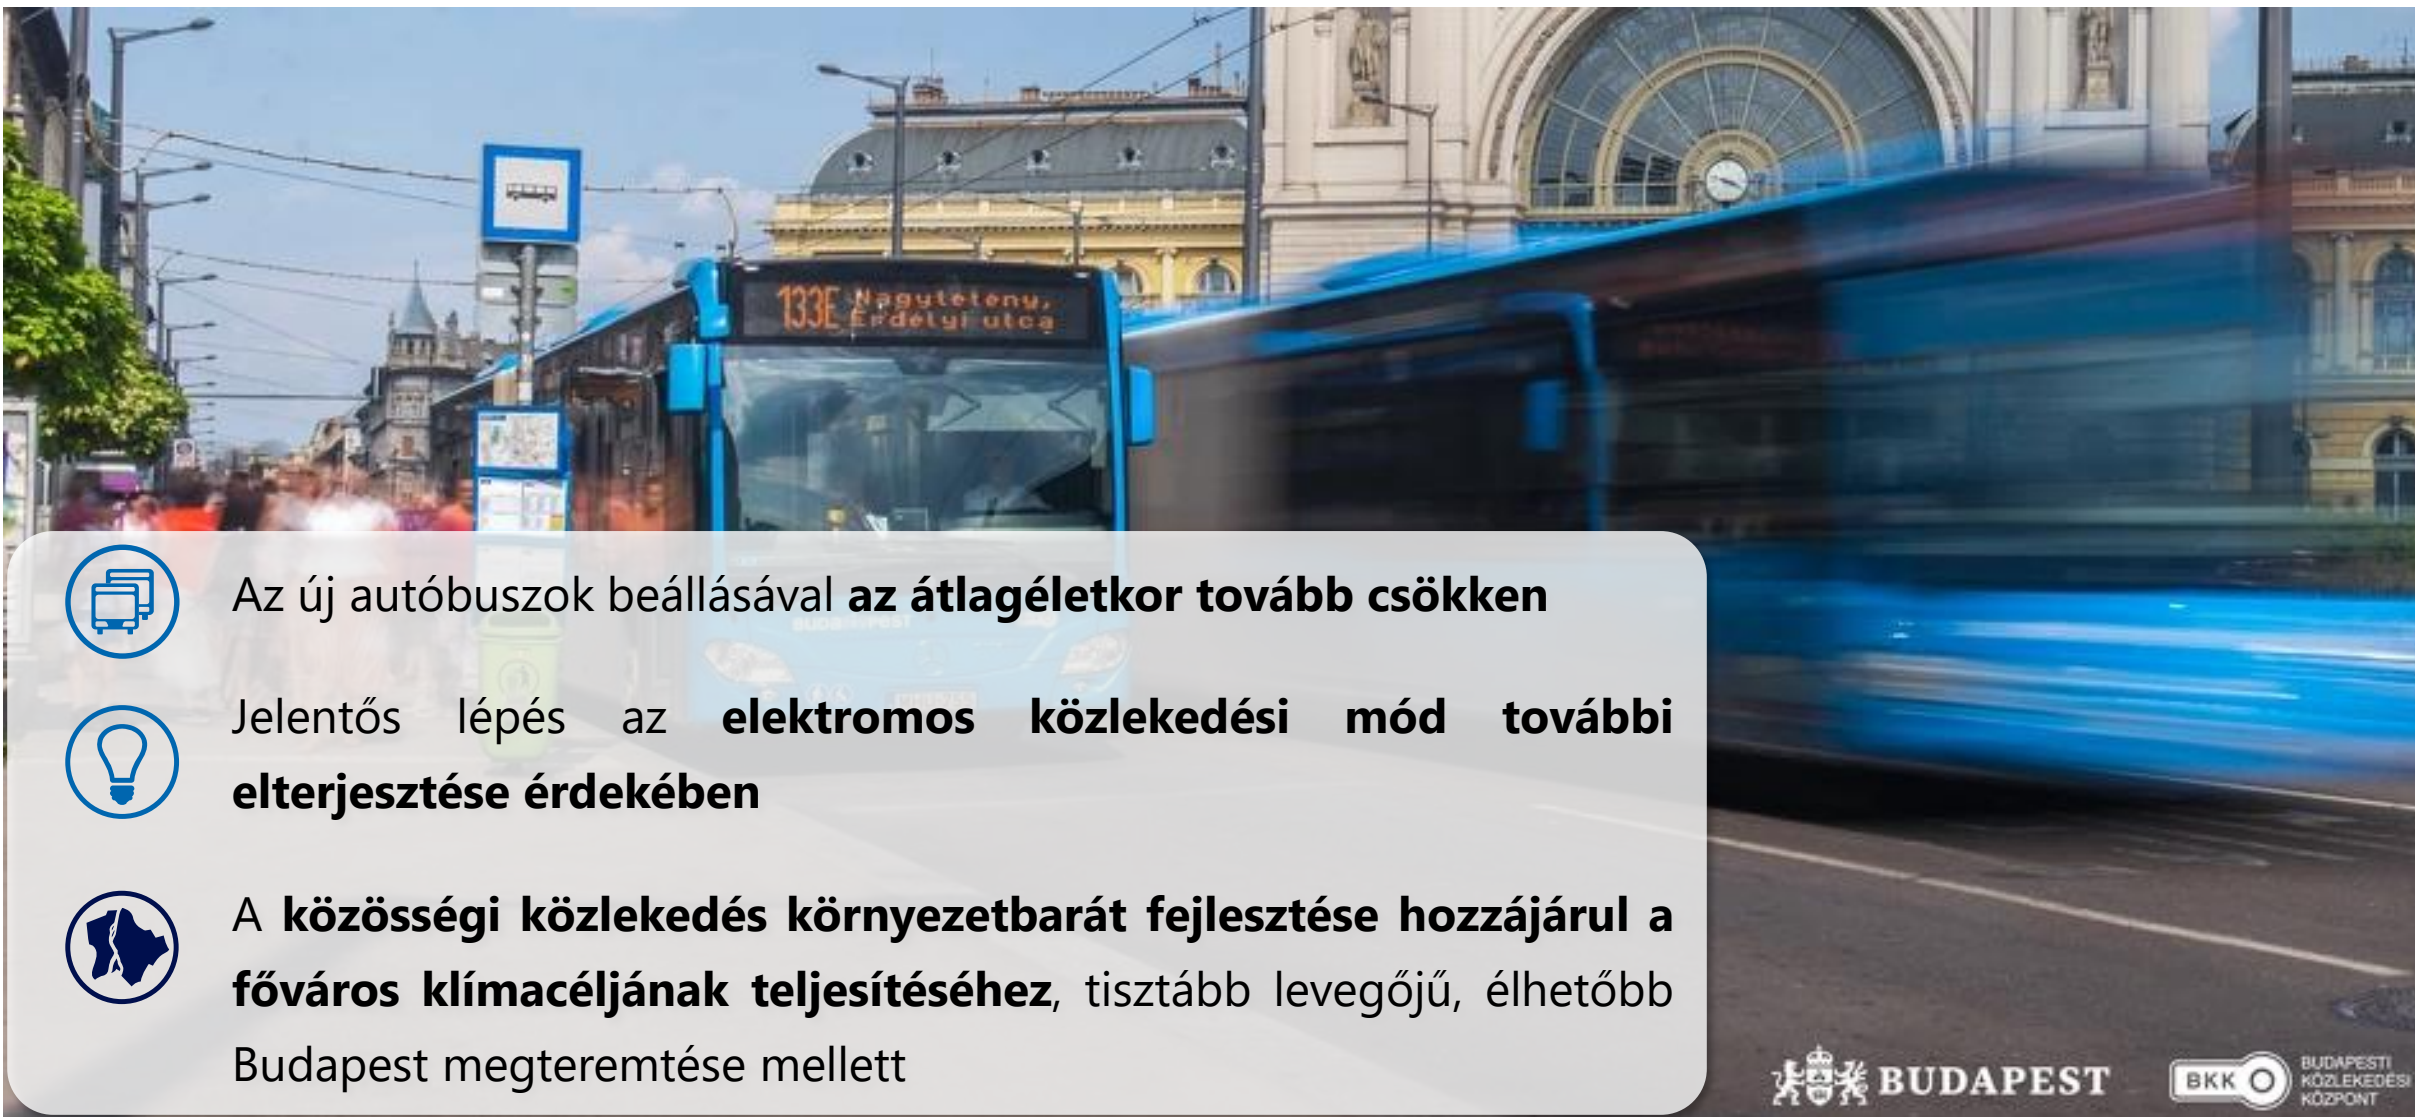 133E Nagytétény,
Erdélyi utca
Az új autóbuszok beállásával az átlagéletkor tovább csökken
Jelentős lépés az elektromos közlekedési mód további
elterjesztése érdekében
A közösségi közlekedés környezetbarát fejlesztése hozzájárul a
főváros klímacéljának teljesítéséhez, tisztább levegőjű, élhetőbb
Budapest megteremtése mellett
BUDAPEST
BKK
BUDAPESTI
KÖZLEKEDÉSI
KÖZPONT